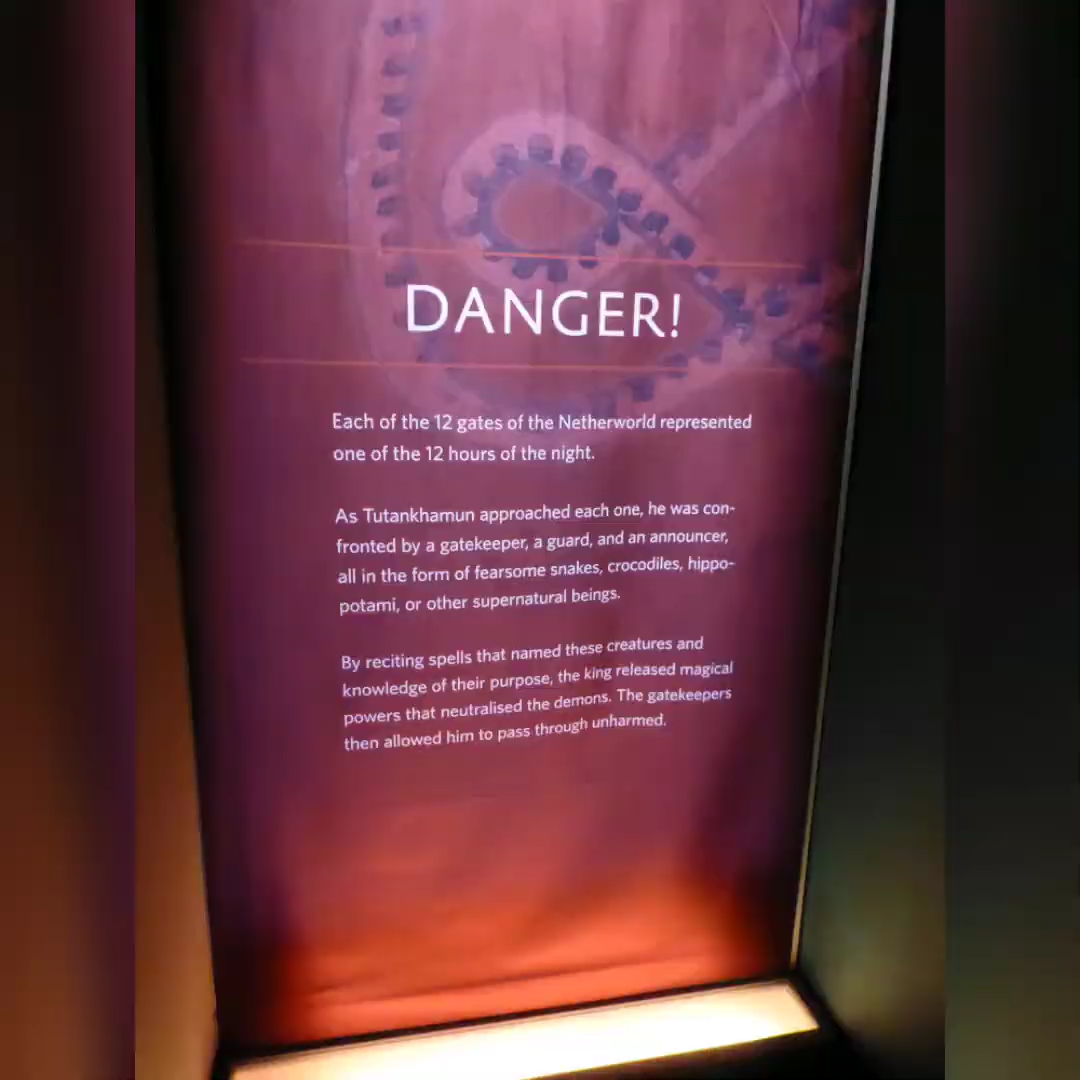 DANGER!
Each of the 12 gates of the Netherworld represented
one of the 12 hours of the night.
As Tutankhamun approached each one, he was con-
fronted by a gatekeeper, a guard, and an announcer,
all in the form of fearsome snakes, crocodiles, hippo-
potami, or other supernatural beings.
By reciting spells that named these creatures and
knowledge of their purpose, the king released magical
powers that neutralised the demons. The gatekeepers
then allowed him to pass through unharmed.